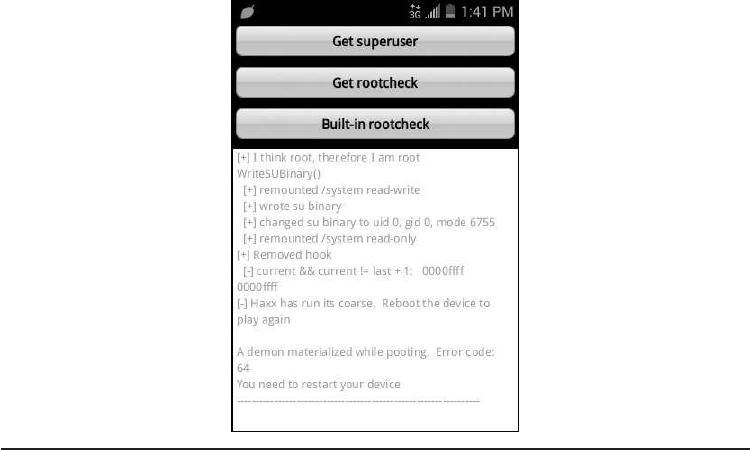 3G 1:41 PM
Get superuser
Get rootcheck
Built-in rootcheck
[+] I think root, therefore I am root
WriteSUBinary()
[+] remounted /system read-write
[+] wrote su binary
[+] changed su binary to uid 0, gid 0, mode 6755
[+] remounted /system read-only
[+] Removed hook
[-] current && current != last + 1: 0000ffff
0000ffff
[-] Haxx has run its coarse. Reboot the device to
play again
A demon materialized while pooting. Error code:
64
You need to restart your device
------------------------------------------------------------------